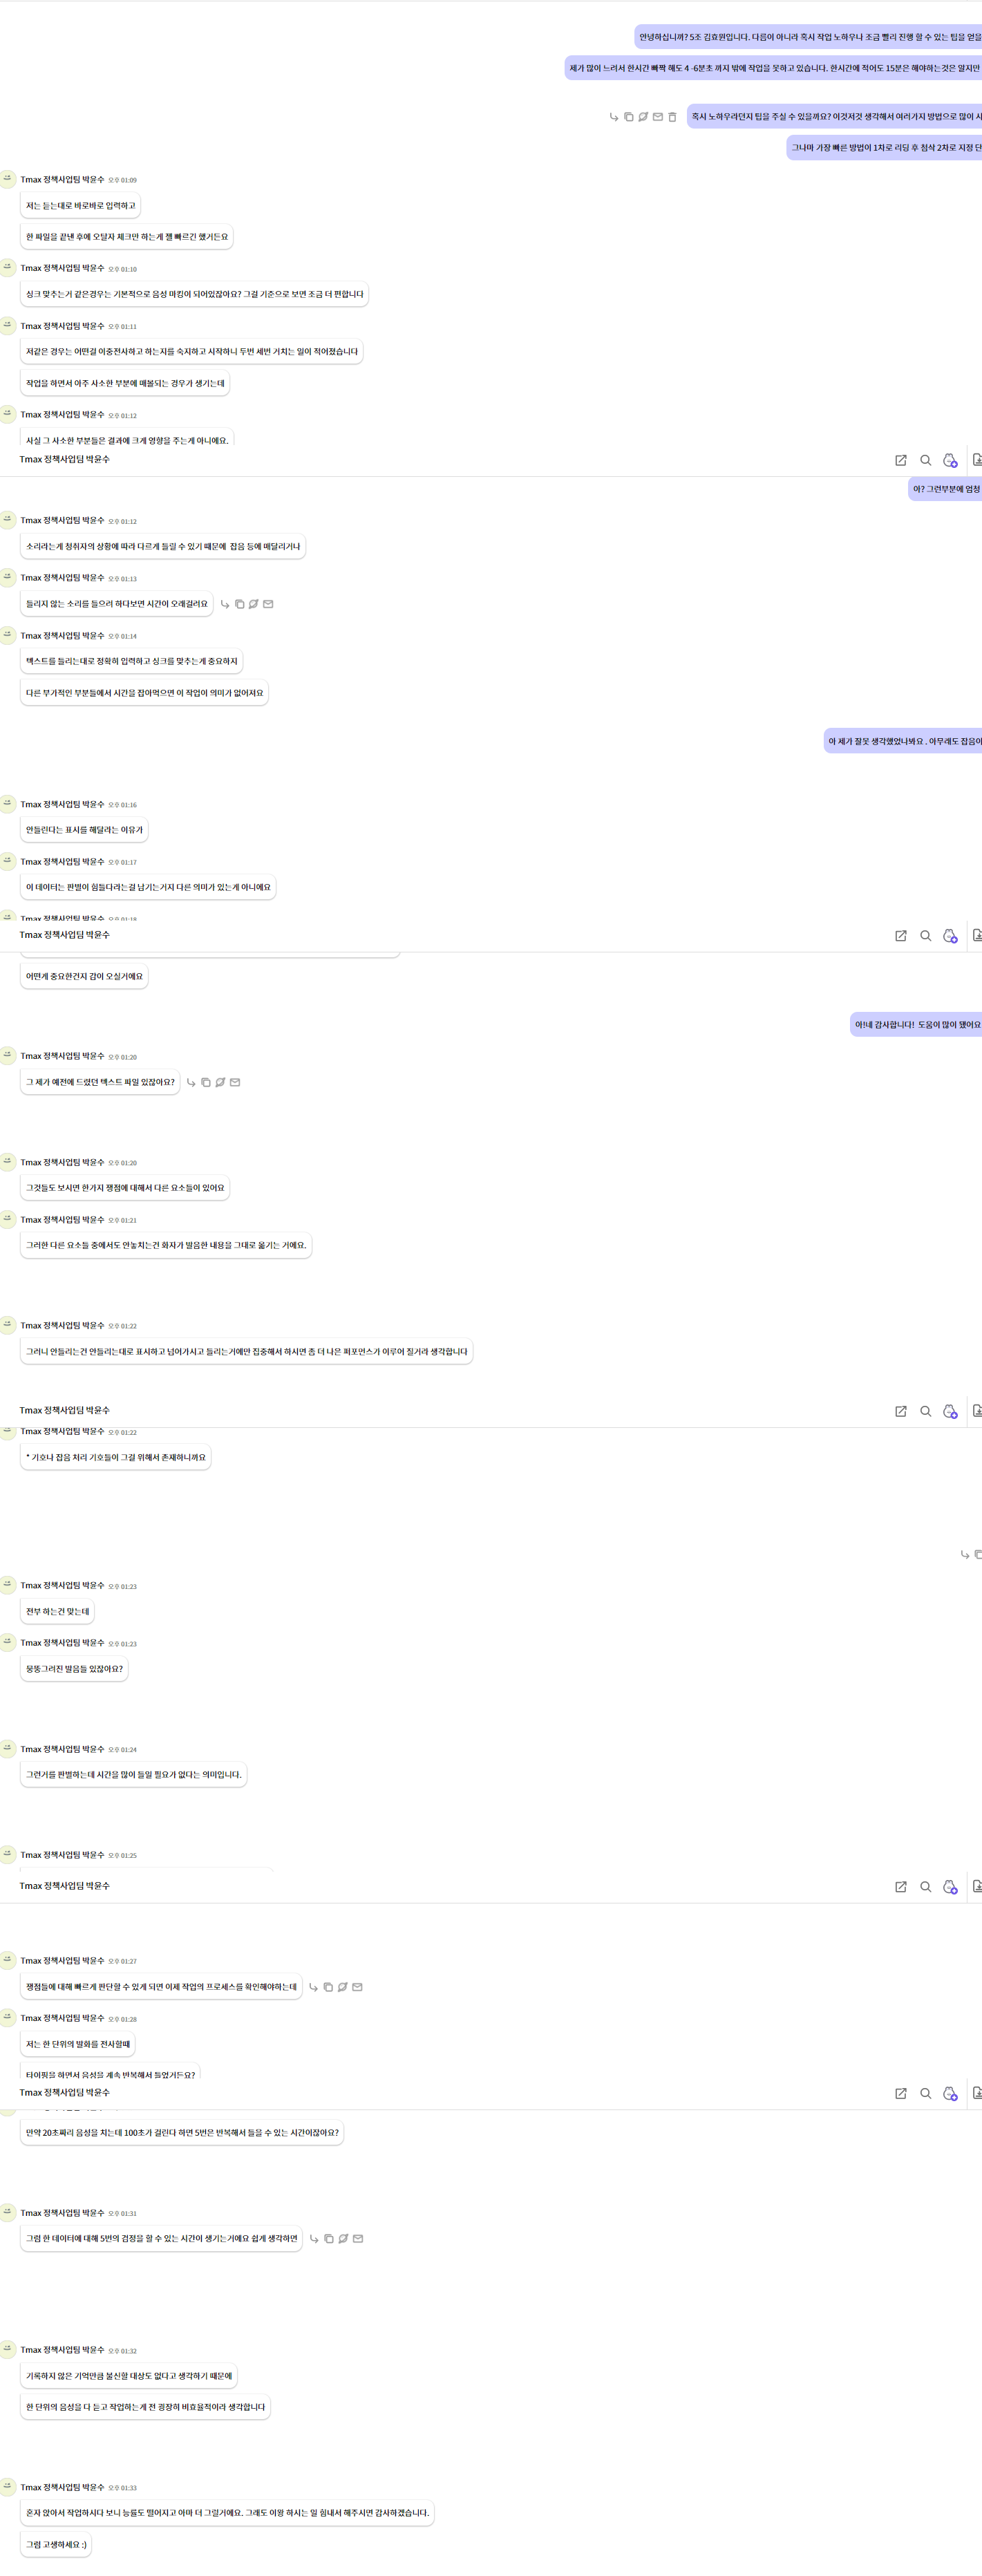 안녕하십니까? 5조 김효원입니다. 다름이 아니라 혹시 작업 노하우나 조금 빨리 진행 할 수 있는 팁을 얻을
제가 많이 느려서 한시간 빠짝 해도 4 -6분초 까지 밖에 작업을 못하고 있습니다. 한시간에 적어도 15분은 해야하는것은 알지만
혹시 노하우라던지 팁을 주실 수 있을까요? 이것저것 생각해서 여러가지 방법으로 많이 시
그나마 가장 빠른 방법이 1차로 리딩 후 첨삭 2차로 지정 단
Tmax 정책사업팀 박윤수 오후 01:09
저는 듣는대로 바로바로 입력하고
한 파일을 끝낸 후에 오탈자 체크만 하는게 젤 빠르긴 했거든요
Tmax 정책사업팀 박윤수 오후 01:10
싱크 맞추는거 같은경우는 기본적으로 음성 마킹이 되어있잖아요? 그걸 기준으로 보면 조금 더 편합니다
Tmax 정책사업팀 박윤수 오후 01:11
저같은 경우는 어떤걸 이중전사하고 하는지를 숙지하고 시작하니 두번 세번 거치는 일이 적어졌습니다
작업을 하면서 아주 사소한 부분에 매몰되는 경우가 생기는데
Tmax 정책사업팀 박윤수 오후 01:12
사실 그 사소한 부분들은 결과에 크게 영향을 주는게 아니에요.
Tmax 정책사업팀 박윤수
아? 그런부분에 엄청
Tmax 정책사업팀 박윤수 오후 01:12
소리라는게 청취자의 상황에 따라 다르게 들릴 수 있기 때문에 잡음 등에 매달리거나
Tmax 정책사업팀 박윤수 오후 01:13
들리지 않는 소리를 들으려 하다보면 시간이 오래걸려요
Tmax 정책사업팀 박윤수 오후 01:14
텍스트를 들리는대로 정확히 입력하고 싱크를 맞추는게 중요하지
다른 부가적인 부분들에서 시간을 잡아먹으면 이 작업이 의미가 없어져요
아 제가 잘못 생각했었나봐요 . 아무래도 잡음이
Tmax 정책사업팀 박윤수 오후 01:16
안들린다는 표시를 해달라는 이유가
Tmax 정책사업팀 박윤수 오후 01:17
이 데이터는 판별이 힘들다라는걸 남기는거지 다른 의미가 있는게 아니에요
Tmax 정책사업팀 박윤수 오후 01:18
Tmax 정책사업팀 박윤수
어떤게 중요한건지 감이 오실거에요
아!네 감사합니다! 도움이 많이 됐어요
Tmax 정책사업팀 박윤수 오후 01:20
그 제가 예전에 드렸던 텍스트 파일 있잖아요?
Tmax 정책사업팀 박윤수 오후 01:20
그것들도 보시면 한가지 쟁점에 대해서 다른 요소들이 있어요
Tmax 정책사업팀 박윤수 오후 01:21
그러한 다른 요소들 중에서도 안놓치는건 화자가 발음한 내용을 그대로 옮기는 거에요.
Tmax 정책사업팀 박윤수 오후 01:22
그러니 안들리는건 안들리는대로 표시하고 넘어가시고 들리는거에만 집중해서 하시면 좀 더 나은 퍼포먼스가 이루어 질거라 생각합니다
Tmax 정책사업팀 박윤수
Tmax 정책사업팀 박윤수 오후 01:22
* 기호나 잡음 처리 기호들이 그걸 위해서 존재하니까요
Tmax 정책사업팀 박윤수 오후 01:23
전부 하는건 맞는데
Tmax 정책사업팀 박윤수 오후 01:23
뭉뚱그려진 발음들 있잖아요?
Tmax 정책사업팀 박윤수 오후 01:24
그런거를 판별하는데 시간을 많이 들일 필요가 없다는 의미입니다.
Tmax 정책사업팀 박윤수 오후 01:25
Tmax 정책사업팀 박윤수
Tmax 정책사업팀 박윤수 오후 01:27
쟁점들에 대해 빠르게 판단할 수 있게 되면 이제 작업의 프로세스를 확인해야하는데
Tmax 정책사업팀 박윤수 오후 01:28
저는 한 단위의 발화를 전사할때
타이핑을 하면서 음성을 계속 반복해서 들었거든요?
Tmax 정책사업팀 박윤수
만약 20초짜리 음성을 치는데 100초가 걸린다 하면 5번은 반복해서 들을 수 있는 시간이잖아요?
Tmax 정책사업팀 박윤수 오후 01:31
그럼 한 데이터에 대해 5번의 검정을 할 수 있는 시간이 생기는거에요 쉽게 생각하면
Tmax 정책사업팀 박윤수 오후 01:32
기록하지 않은 기억만큼 불신할 대상도 없다고 생각하기 때문에
한 단위의 음성을 다 듣고 작업하는게 전 굉장히 비효율적이라 생각합니다
Tmax 정책사업팀 박윤수 오후 01:33
혼자 앉아서 작업하시다 보니 능률도 떨어지고 아마 더 그럴거에요. 그래도 이왕 하시는 일 힘내서 해주시면 감사하겠습니다.
그럼 고생하세요 :)